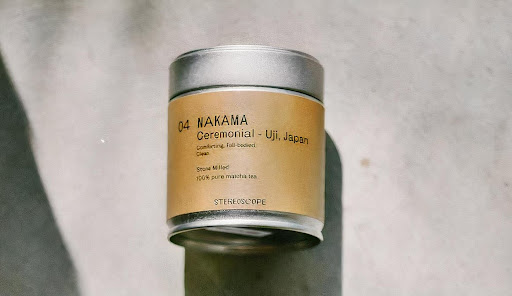 04 NAKAMA
Ceremonial - Uji, Japan
Comforting, Full-bodied,
Clean
Stone Milled
100% pure matcha tea
STEREOSCOPE